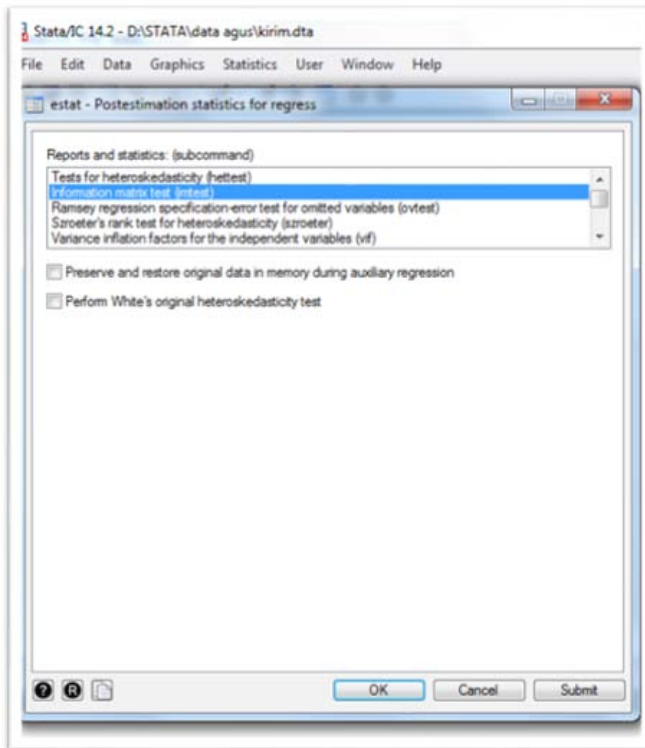 Stata/IC 14.2 - D:\STATA\data agus\kirim.dta
File Edit Data Graphics Statistics User Window Help
estat - Postestimation statistics for regress
Reports and statistics: (subcommand)
Tests for heteroskedasticity (hettest)
Information matrix test (imtest)
Ramsey regression specification-error test for omitted variables (ovtest)
Szroeter's rank test for heteroskedasticity (szroeter)
Variance inflation factors for the independent variables (vif)
Preserve and restore original data in memory during auxiliary regression
Perform White's original heteroskedasticity test
? R OK Cancel Submit